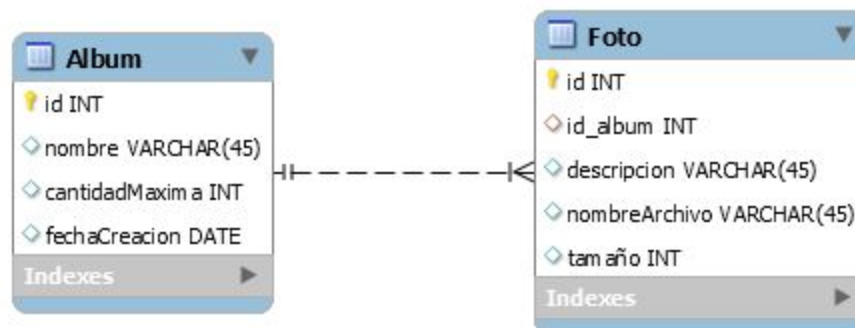 Album
id INT
nombre VARCHAR(45)
cantidadMaxima INT
fechaCreacion DATE
Indexes
Foto
id INT
id_album INT
descripcion VARCHAR(45)
nombreArchivo VARCHAR(45)
tamaño INT
Indexes